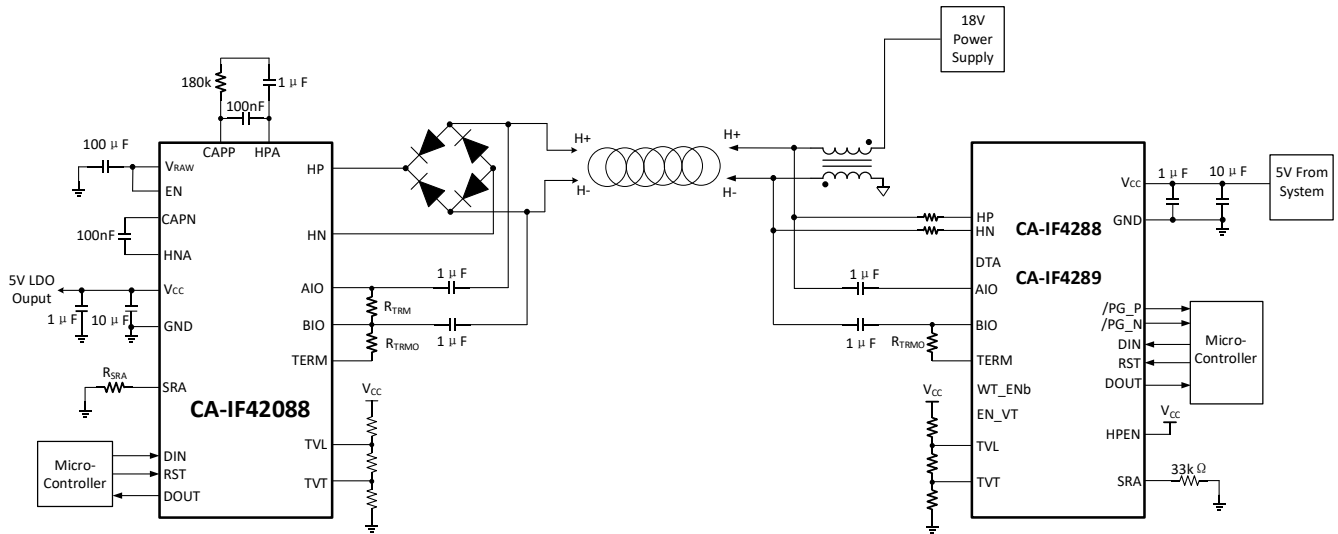 18V
Power
Supply
180k
1 μ F
100nF
100 μ F
CAPP
HPA
VRAW
EN
CAPN
100nF
HNA
5V LDO
Ouput
VCC
1 μ F
10 μ F
GND
RSRA
SRA
CA-IF42088
Micro-
Controller
DIN
RST
DOUT
HP
HN
AIO
BIO
TERM
TVL
TVT
RTRM
RTRMO
1 μ F
1 μ F
VCC
H+
H-
H+
H-
1 μ F
1 μ F
RTRMO
VCC
HP
HN
DTA
AIO
BIO
TERM
WT_ENb
EN_VT
TVL
TVT
CA-IF4288
CA-IF4289
VCC
GND
1 μ F
10 μ F
5V From
System
/PG_P
/PG_N
DIN
RST
DOUT
Micro-
Controller
VCC
HPEN
SRA
33k Ω